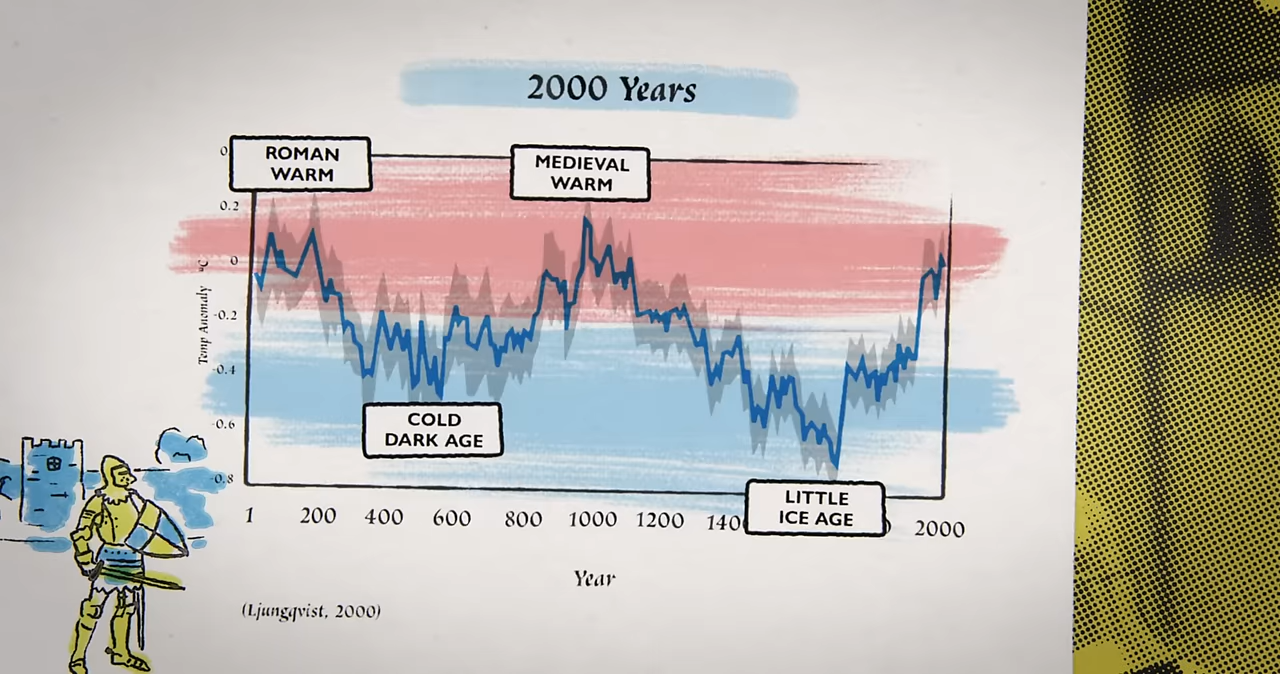 2000 Years
ROMAN
WARM
MEDIEVAL
WARM
0.2
0
-0.2
-0.4
-0.6
-0.8
Temp Anomaly °C
COLD
DARK AGE
LITTLE
ICE AGE
1 200 400 600 800 1000 1200 2000
Year
(Ljungqvist, 2000)